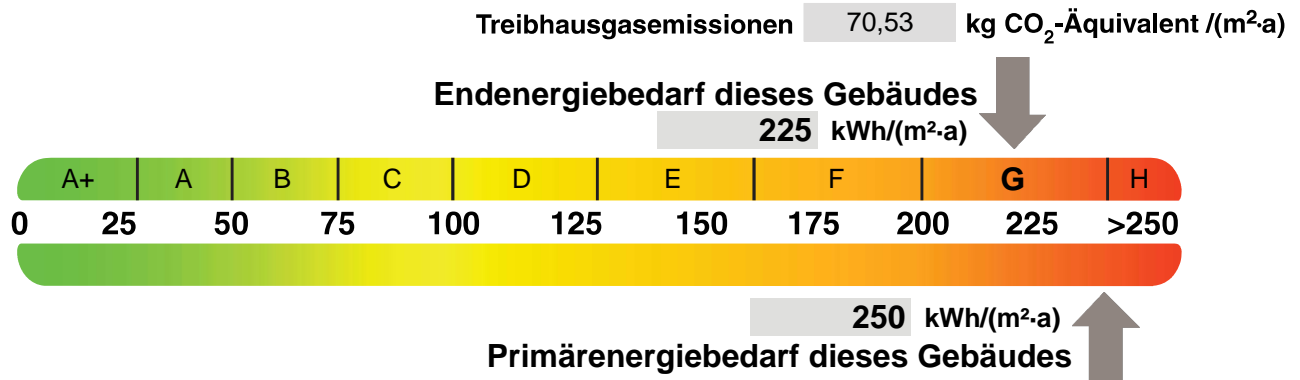 Treibhausgasemissionen 70,53 kg CO₂-Äquivalent /(m²·a)
Endenergiebedarf dieses Gebäudes
225 kWh/(m²·a)
A+ A B C D E F G H
0 25 50 75 100 125 150 175 200 225 >250
250 kWh/(m²·a)
Primärenergiebedarf dieses Gebäudes